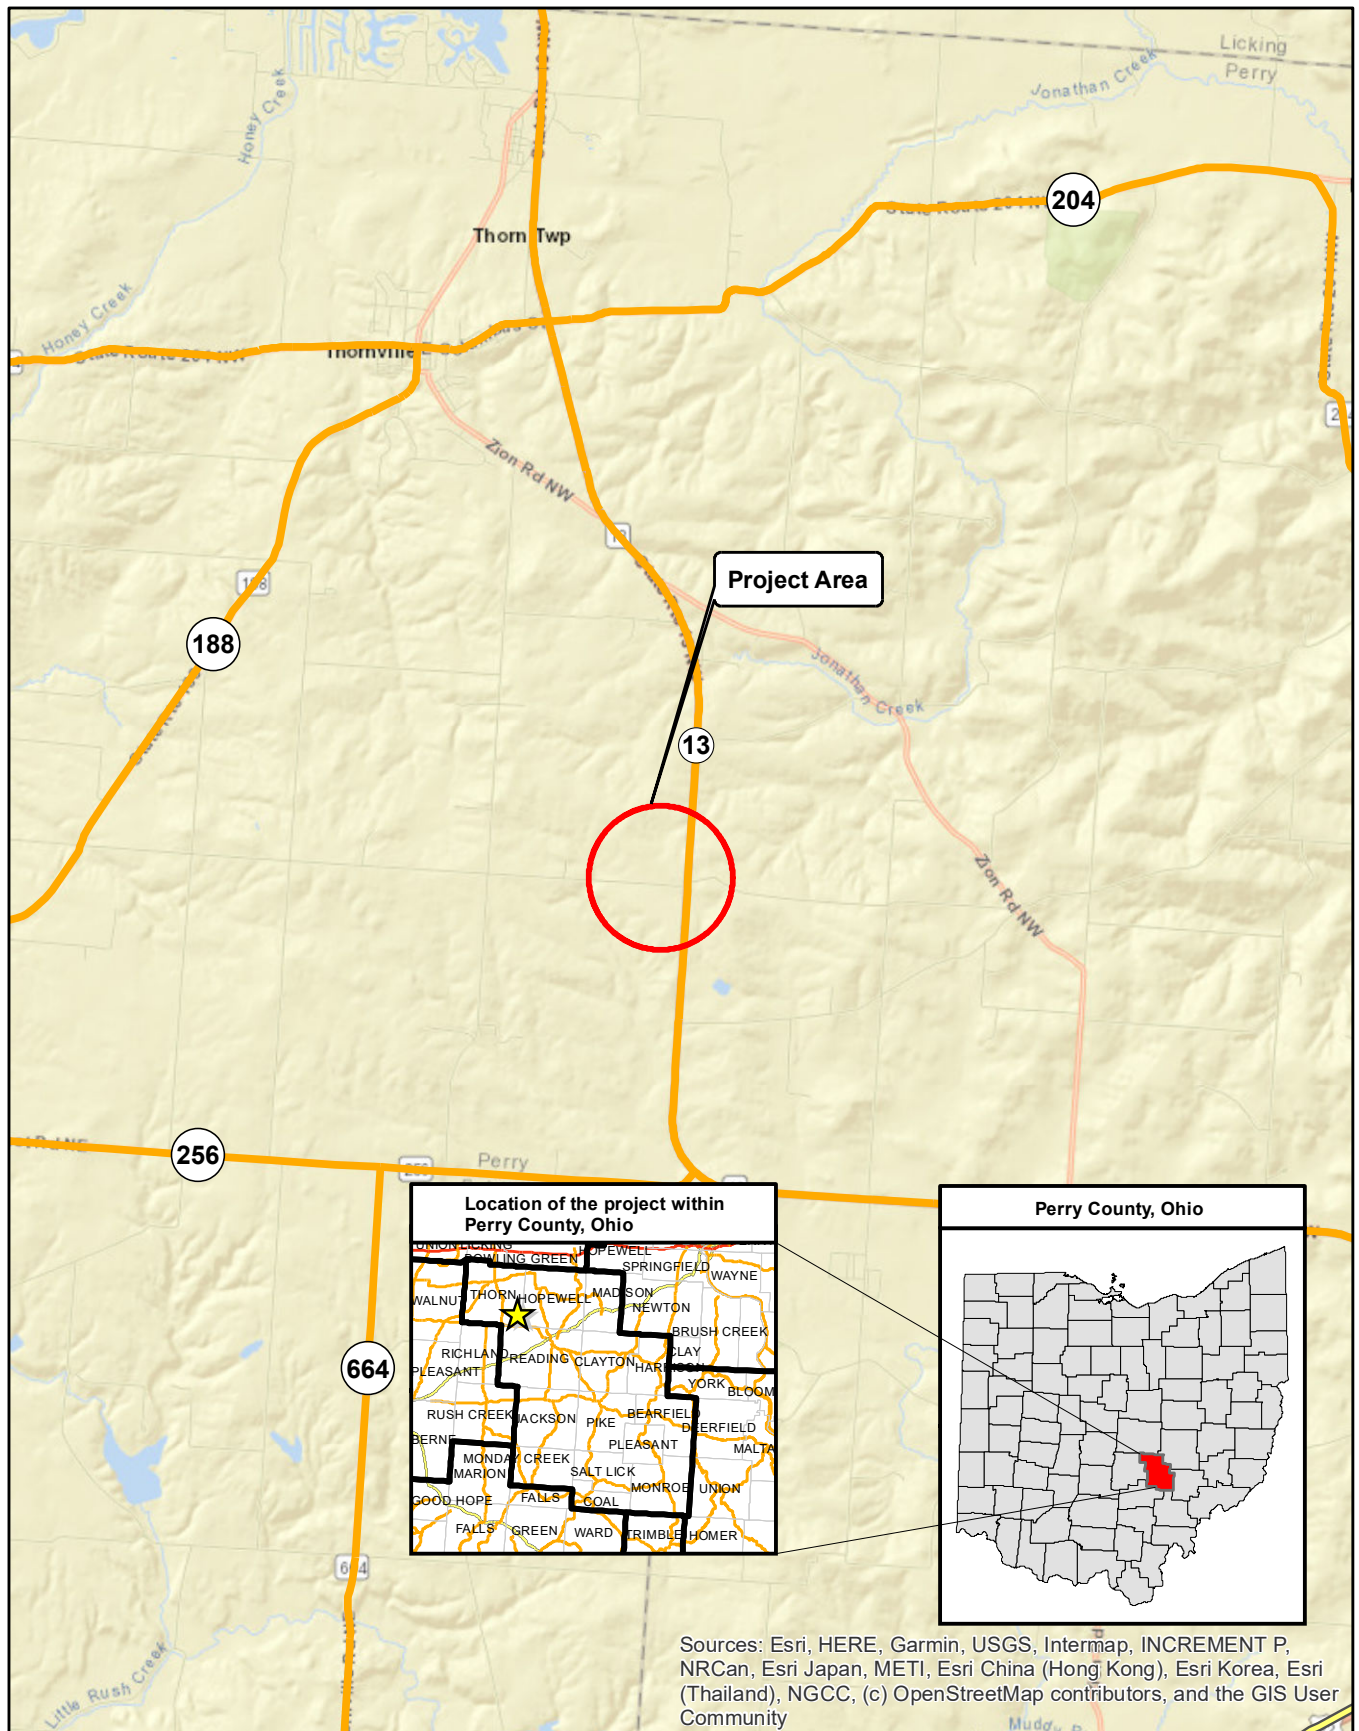 Licking
Perry
Jonathan Creek
Honey Creek
204
Thorn Twp
Honey Creek
Thornville
Zion Rd NW
188
Project Area
188
Jonathan Creek
13
Zion Rd NW
256
Perry
664
Location of the project within
Perry County, Ohio
HOPEWELL
BOWLING GREEN
SPRINGFIELD
WAYNE
WALNUT
THORN
HOPEWELL
MADISON
NEWTON
BRUSH CREEK
RICHLAND
READING
CLAYTON
HARRISON
CLAY
PLEASANT
YORK
BLOOM
RUSH CREEK
JACKSON
PIKE
BEARFIELD
DEERFIELD
BERNE
PLEASANT
MALTA
MONDAY CREEK
MARION
SALT LICK
MONROE
UNION
GOOD HOPE
FALLS
COAL
FALLS
GREEN
WARD
TRIMBLE
HOMER
Perry County, Ohio
Little Rush Creek
Sources: Esri, HERE, Garmin, USGS, Intermap, INCREMENT P,
NRCan, Esri Japan, METI, Esri China (Hong Kong), Esri Korea, Esri
(Thailand), NGCC, (c) OpenStreetMap contributors, and the GIS User
Community
Muddy